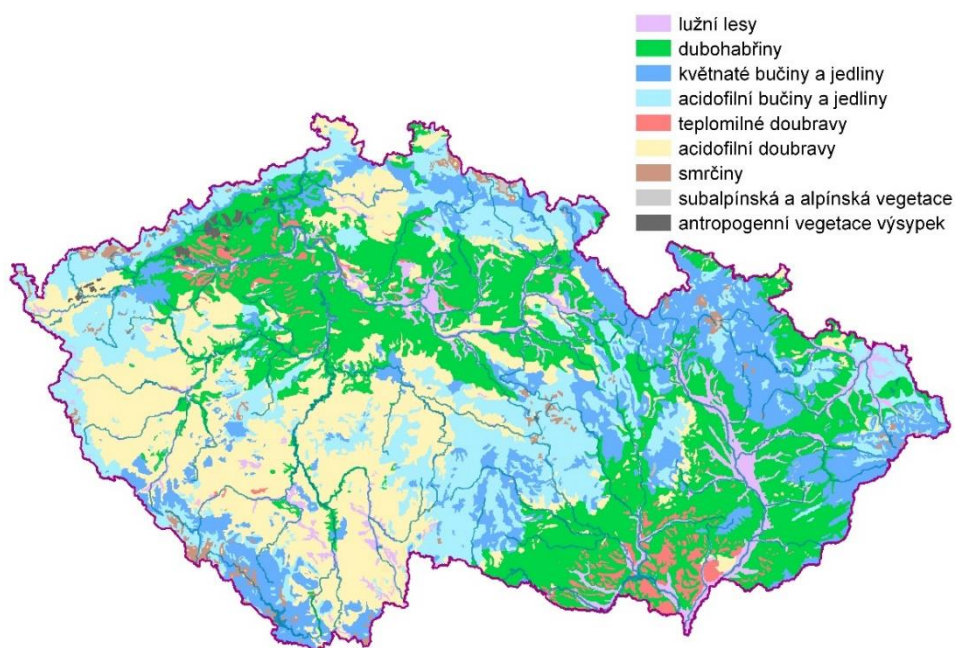 lužní lesy
dubohabřiny
květnaté bučiny a jedliny
acidofilní bučiny a jedliny
teplomilné doubravy
acidofilní doubravy
smrčiny
subalpínská a alpínská vegetace
antropogenní vegetace výsypek